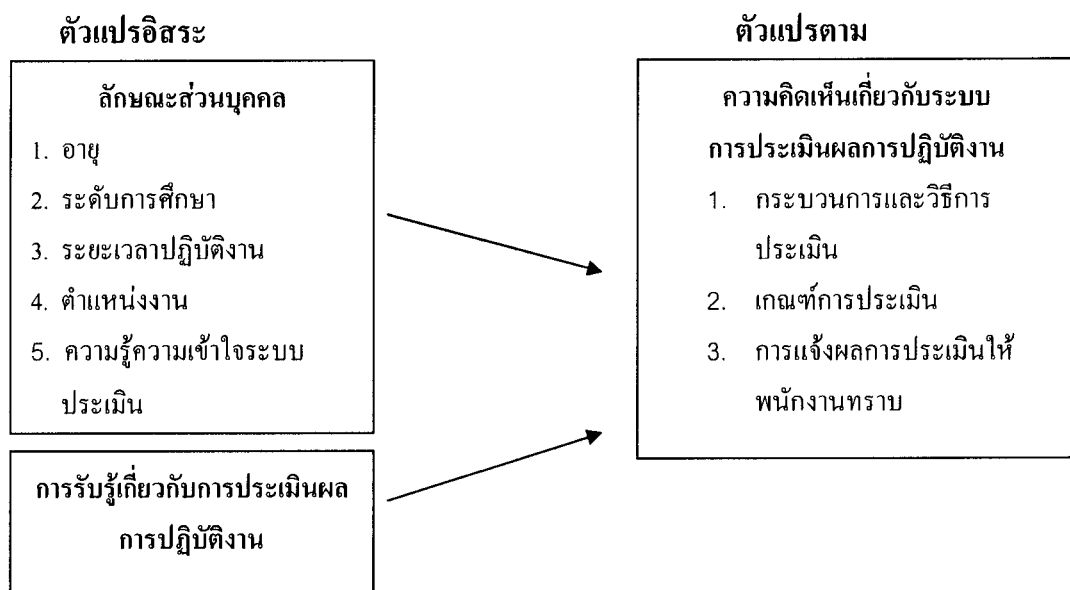 ตัวแปรอิสระ
ลักษณะส่วนบุคคล
1. อายุ
2. ระดับการศึกษา
3. ระยะเวลาปฏิบัติงาน
4. ตำแหน่งงาน
5. ความรู้ความเข้าใจระบบ
ประเมิน
การรับรู้เกี่ยวกับการประเมินผล
การปฏิบัติงาน
ตัวแปรตาม
ความคิดเห็นเกี่ยวกับระบบ
การประเมินผลการปฏิบัติงาน
1. กระบวนการและวิธีการ
ประเมิน
2. เกณฑ์การประเมิน
3. การแจ้งผลการประเมินให้
พนักงานทราบ